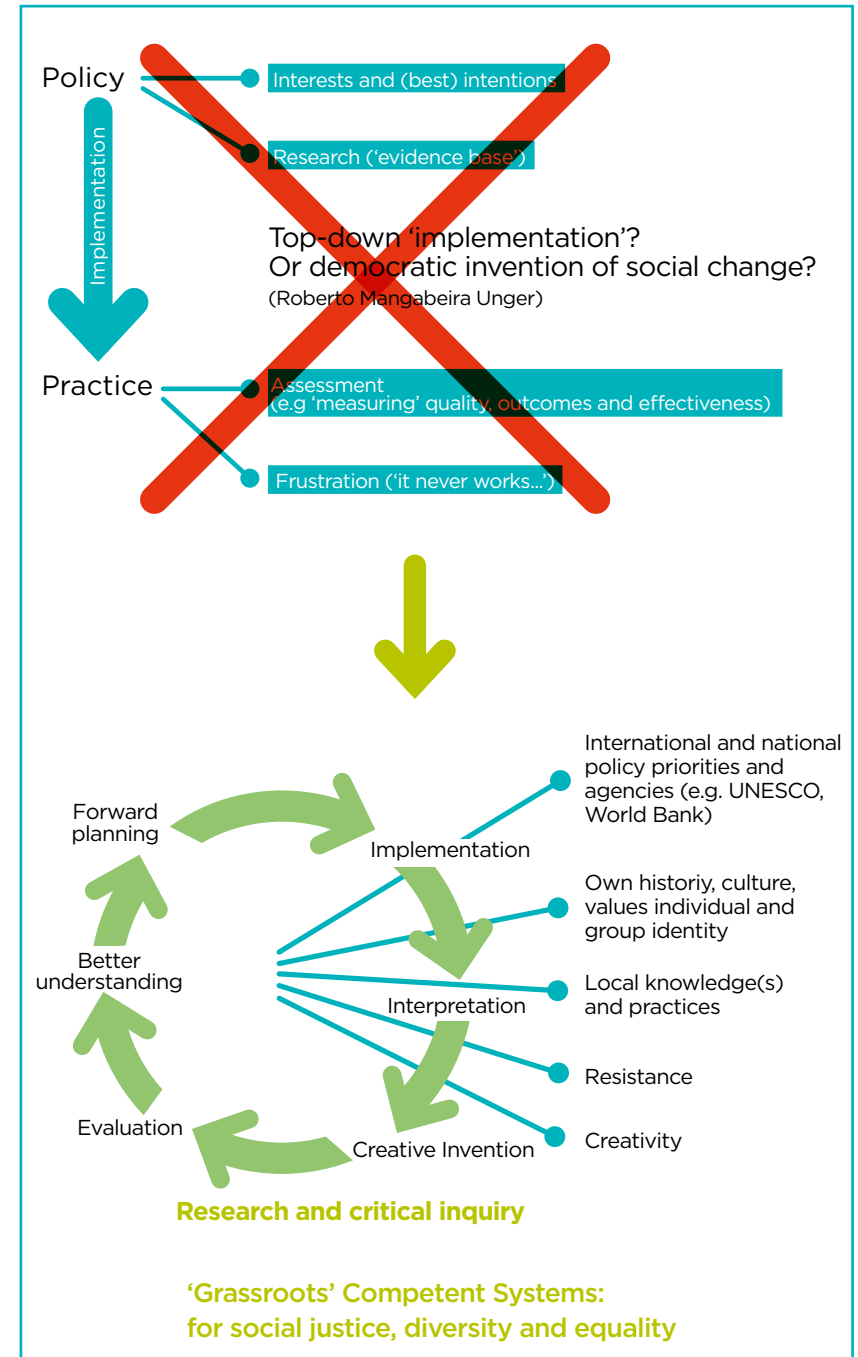 Policy
Interests and (best) intentions
Implementation
Research (‘evidence base’)
Top-down ‘implementation’?
Or democratic invention of social change?
(Roberto Mangabeira Unger)
Practice
Assessment
(e.g ‘measuring’ quality, outcomes and effectiveness)
Frustration (‘it never works...’)
International and national
policy priorities and
agencies (e.g. UNESCO,
World Bank)
Forward
planning
Implementation
Own historiy, culture,
values individual and
group identity
Better
understanding
Interpretation
Local knowledge(s)
and practices
Resistance
Evaluation
Creative Invention
Creativity
Research and critical inquiry
‘Grassroots’ Competent Systems:
for social justice, diversity and equality